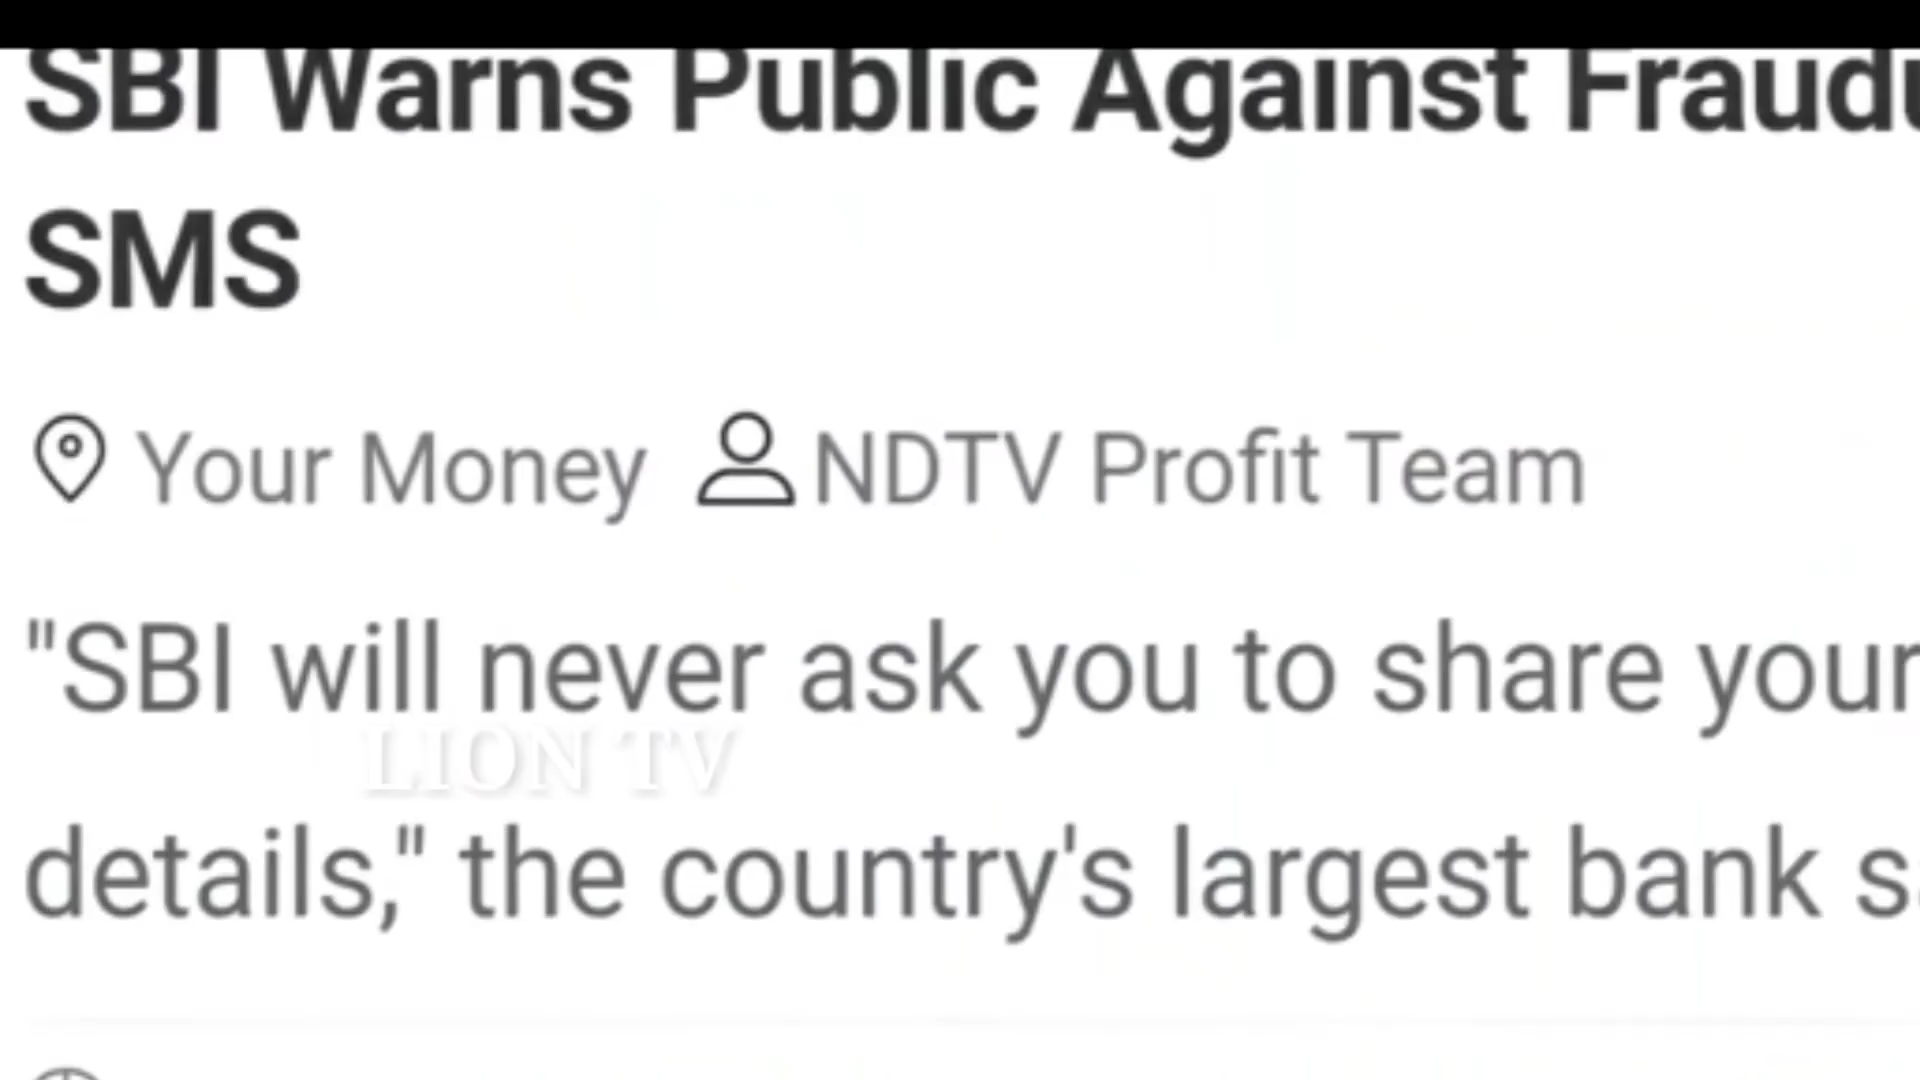 SBI Warns Public Against Fraudu
SMS
Your Money NDTV Profit Team
"SBI will never ask you to share your
LION TV
details," the country's largest bank s